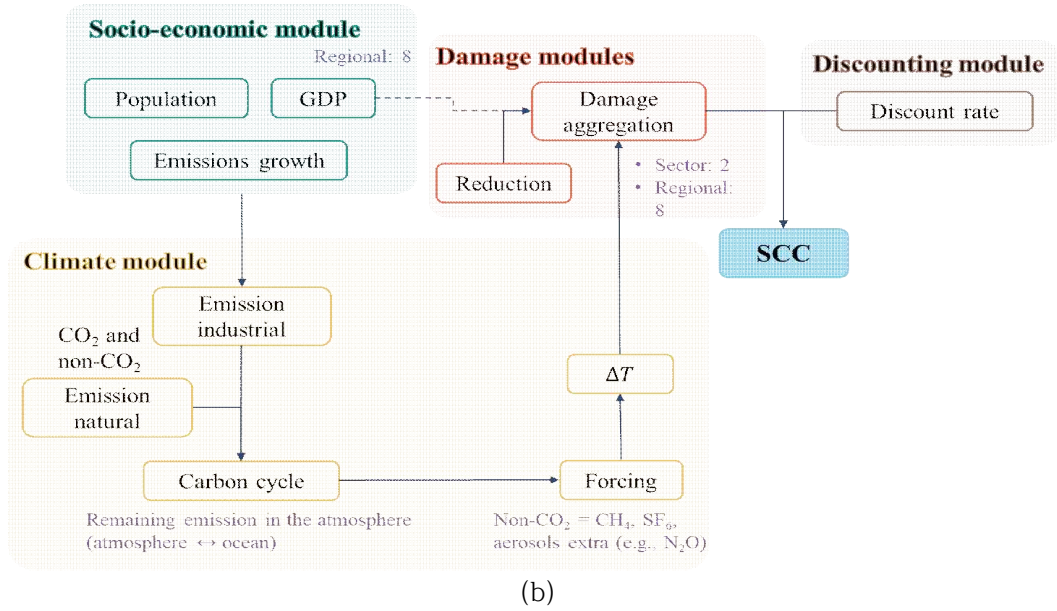 Socio-economic module
Regional: 8
Population
GDP
Emissions growth
Damage modules
Damage
aggregation
Reduction
• Sector: 2
• Regional:
8
Discounting module
Discount rate
SCC
Climate module
Emission
industrial
CO₂ and
non-CO₂
Emission
natural
Carbon cycle
Remaining emission in the atmosphere
(atmosphere ↔ ocean)
ΔT
Forcing
Non-CO₂ = CH₄, SF₆,
aerosols extra (e.g., N₂O)
(b)